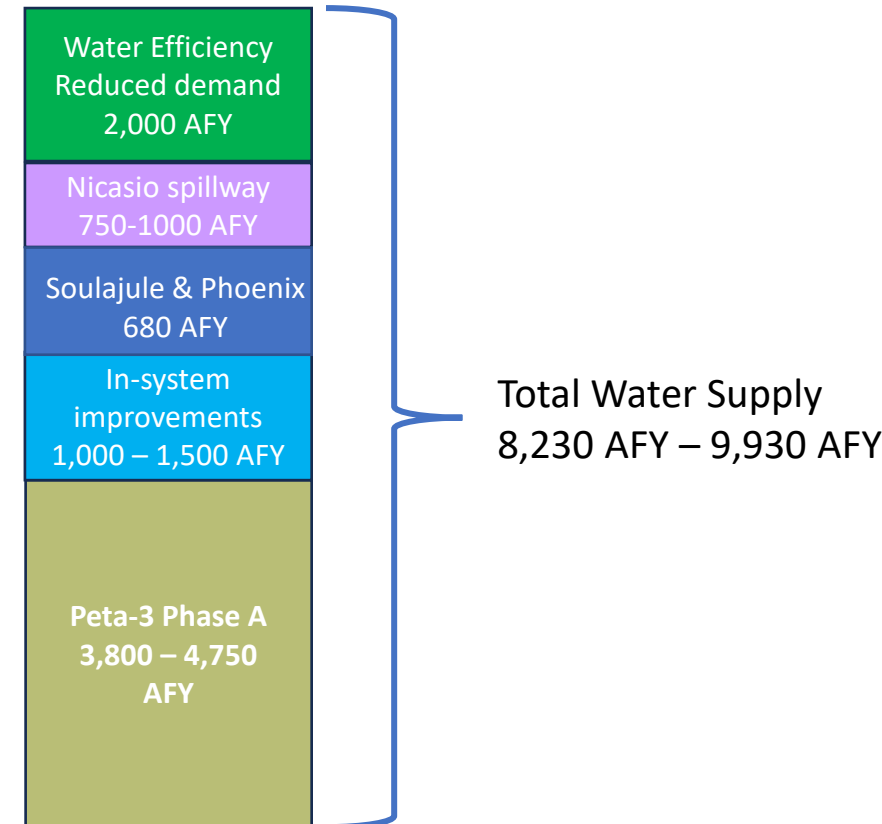 Water Efficiency
Reduced demand
2,000 AFY
Nicasio spillway
750-1000 AFY
Soulajule & Phoenix
680 AFY
In-system
improvements
1,000 – 1,500 AFY
Peta-3 Phase A
3,800 – 4,750
AFY
Total Water Supply
8,230 AFY – 9,930 AFY